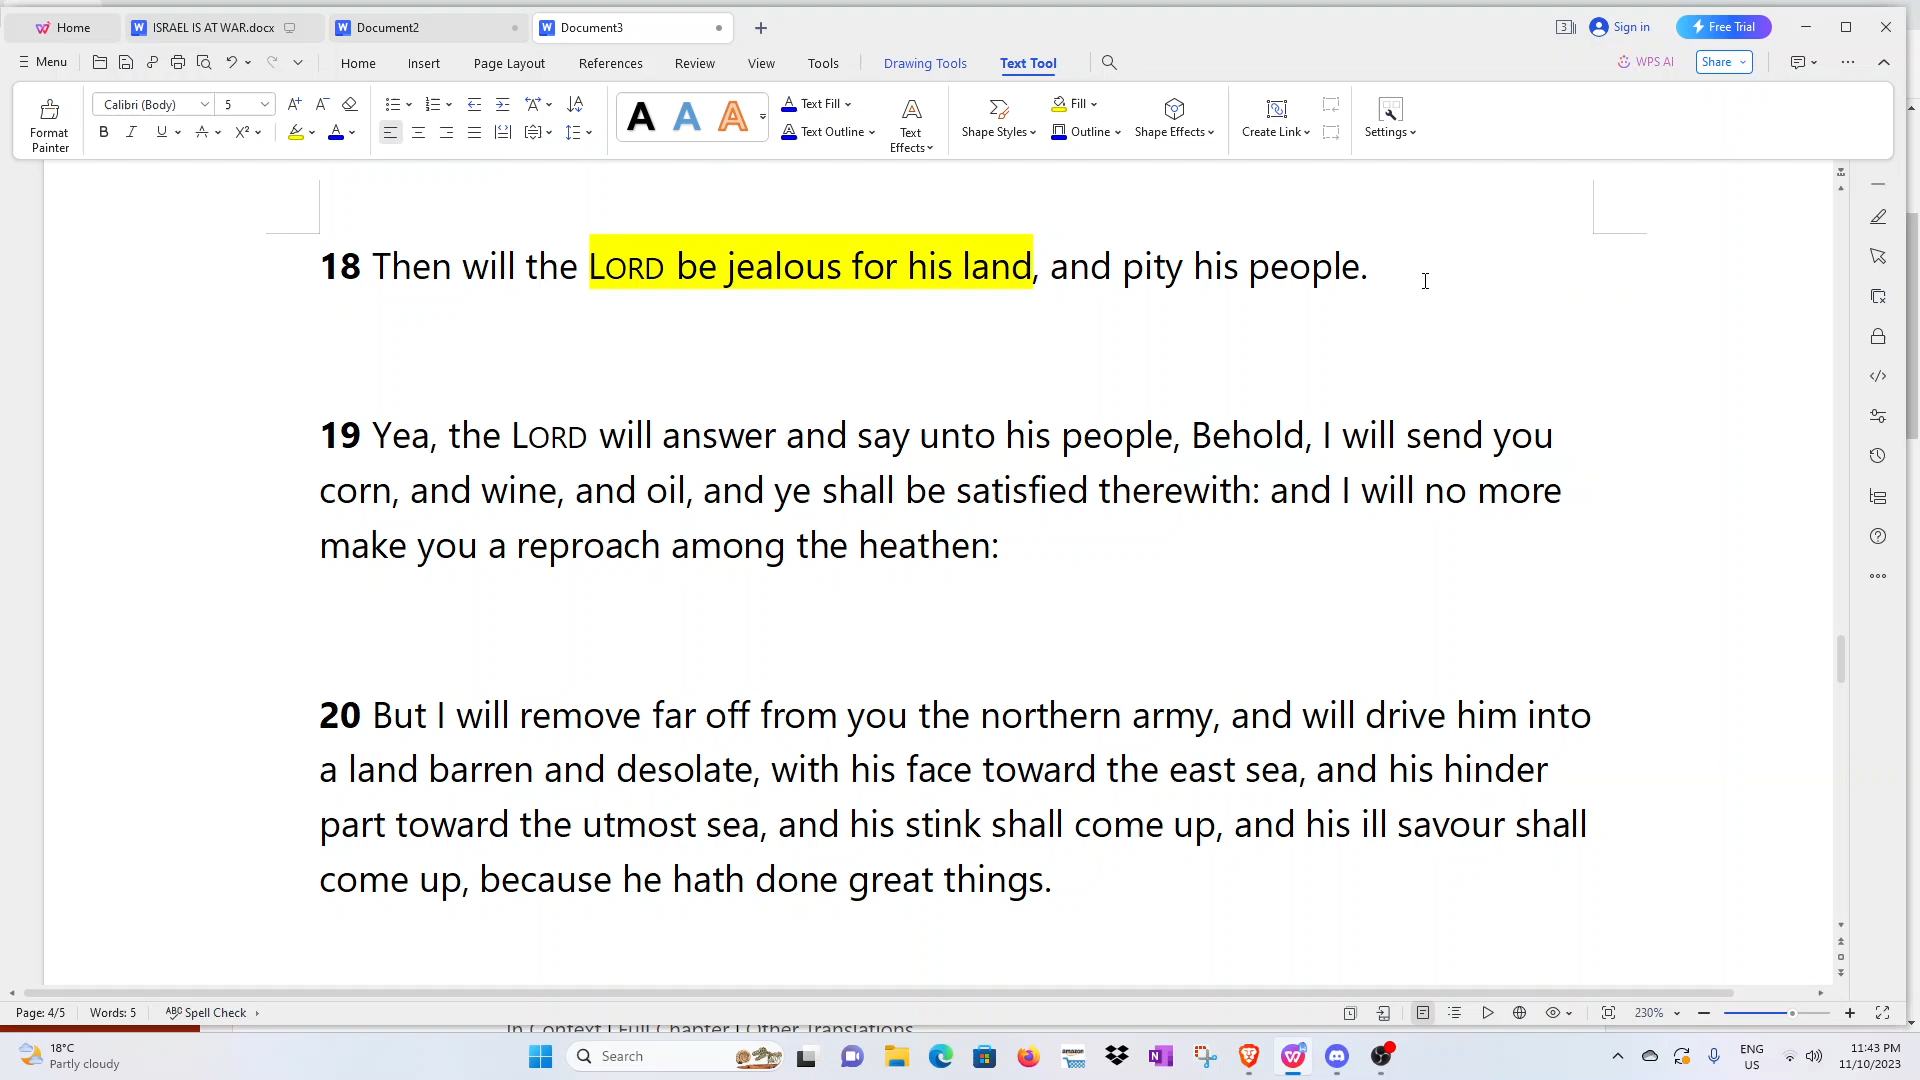 Home
ISRAEL IS AT WAR.docx
Document2
Document3
Sign in
Free Trial
Menu
Home
Insert
Page Layout
References
Review
View
Tools
Drawing Tools
Text Tool
WPS AI
Share
Format
Painter
Calibri (Body)
5
Text Fill
Text Outline
Text
Effects
Shape Styles
Fill
Outline
Shape Effects
Create Link
Settings
18 Then will the LORD be jealous for his land, and pity his people.
19 Yea, the LORD will answer and say unto his people, Behold, I will send you
corn, and wine, and oil, and ye shall be satisfied therewith: and I will no more
make you a reproach among the heathen:
20 But I will remove far off from you the northern army, and will drive him into
a land barren and desolate, with his face toward the east sea, and his hinder
part toward the utmost sea, and his stink shall come up, and his ill savour shall
come up, because he hath done great things.
Page: 4/5
Words: 5
Spell Check
230%
In Context | Full Chapter | Other Translations
18°C
Partly cloudy
Search
amazon
ENG
US
11:43 PM
11/10/2023